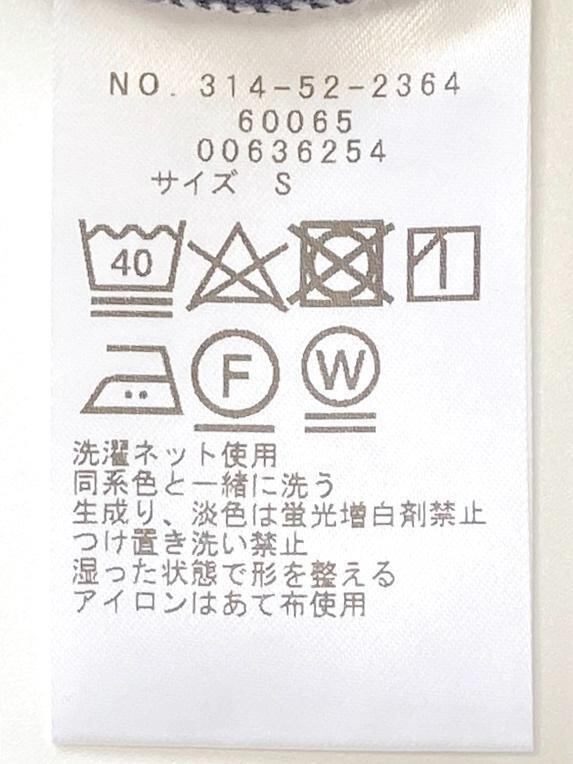 NO. 314-52-2364
60065
00636254
サイズ S
40
F W
洗濯ネット使用
同系色と一緒に洗う
生成り、淡色は蛍光増白剤禁止
つけ置き洗い禁止
湿った状態で形を整える
アイロンはあて布使用